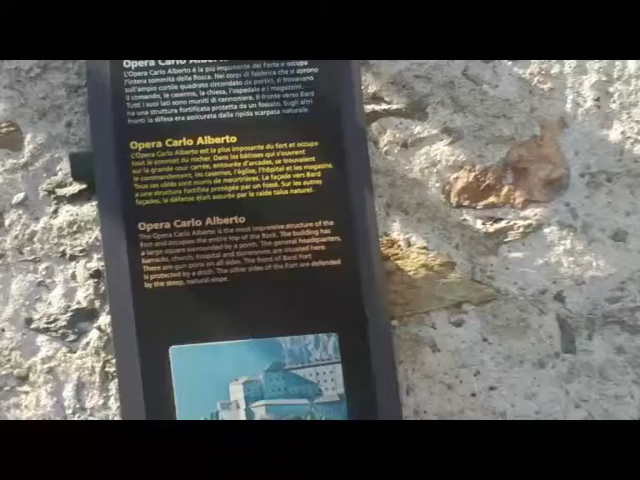 Opera Carlo Alberto
L'Opera Carlo Alberto è la più imponente del Forte e occupa
l'intera sommità della Rocca. Nei corpi di fabbrica che si aprono
sull'ampio cortile quadrato circondato da portici, si trovavano
il comando, le caserme, la chiesa, l'ospedale e i magazzini.
Tutti i suoi lati sono muniti di cannoniere. Il fronte verso Bard
ha una struttura fortificata protetta da un fossato. Sugli altri
fronti la difesa era assicurata dalla ripida scarpata naturale.
Opera Carlo Alberto
L'Opera Carlo Alberto est la plus imposante du fort et occupe
tout le sommet du rocher. Dans les bâtisses qui s'ouvrent
sur la grande cour carrée, entourée d'arcades, se trouvaient
le commandement, les casernes, l'église, l'hôpital et les magasins.
Tous ses côtés sont munis de meurtrières. La façade vers Bard
a une structure fortifiée protégée par un fossé. Sur les autres
façades, la défense était assurée par le raide talus naturel.
Opera Carlo Alberto
The Opera Carlo Alberto is the most impressive structure of the
Fort and occupies the entire top of the Rock. The building has
a large square surrounded by a porch. The general headquarters,
barracks, church, hospital and storerooms are situated here.
There are gun ports on all sides. The front of Bard Fort
is protected by a ditch. The other sides of the Fort are defended
by the steep, natural slope.